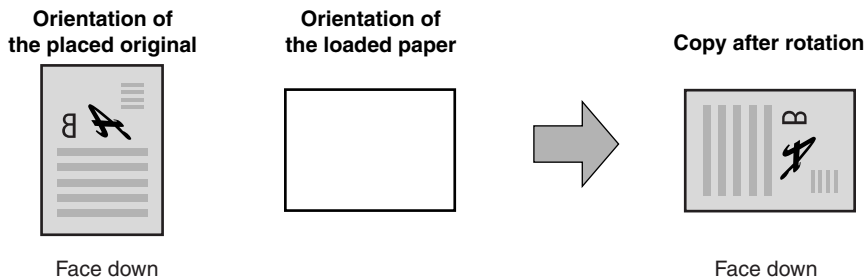 Orientation of
the placed original
Orientation of
the loaded paper
Copy after rotation
B A
B
A
Face down
Face down